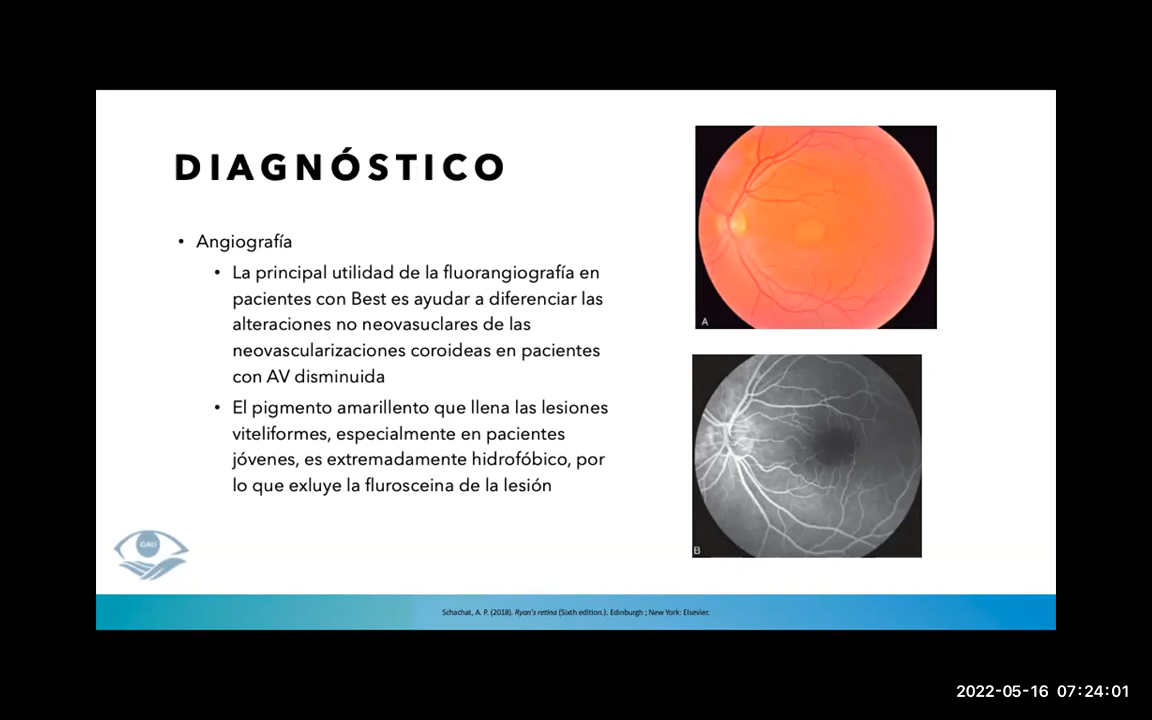 DIAGNÓSTICO
• Angiografía
• La principal utilidad de la fluorangiografía en
pacientes con Best es ayudar a diferenciar las
alteraciones no neovasuclares de las
neovascularizaciones coroideas en pacientes
con AV disminuida
• El pigmento amarillento que llena las lesiones
viteliformes, especialmente en pacientes
jóvenes, es extremadamente hidrofóbico, por
lo que exluye la flurosceina de la lesión
A
B
Schachat, A. P. (2018). Ryan's retina (Sixth edition.). Edinburgh ; New York: Elsevier.
2022-05-16 07:24:01